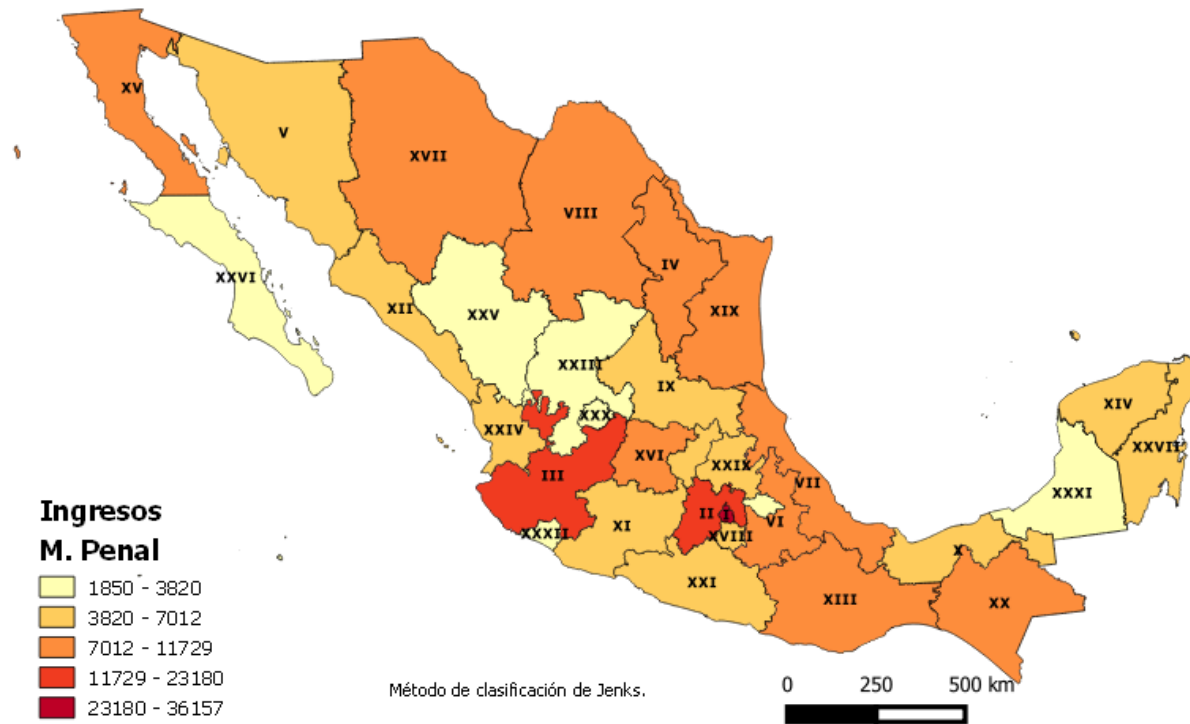 XV
V
XVII
VIII
IV
XXVI
XII
XXV
XIX
XXIII
IX
XXX
XXIV
XIV
XXVII
III
XVI
XXIX
VII
XXXI
II
I
VI
XXXII
XI
XVIII
X
XXI
XIII
XX
Ingresos
M. Penal
1850 - 3820
3820 - 7012
7012 - 11729
11729 - 23180
23180 - 36157
Método de clasificación de Jenks.
0 250 500 km